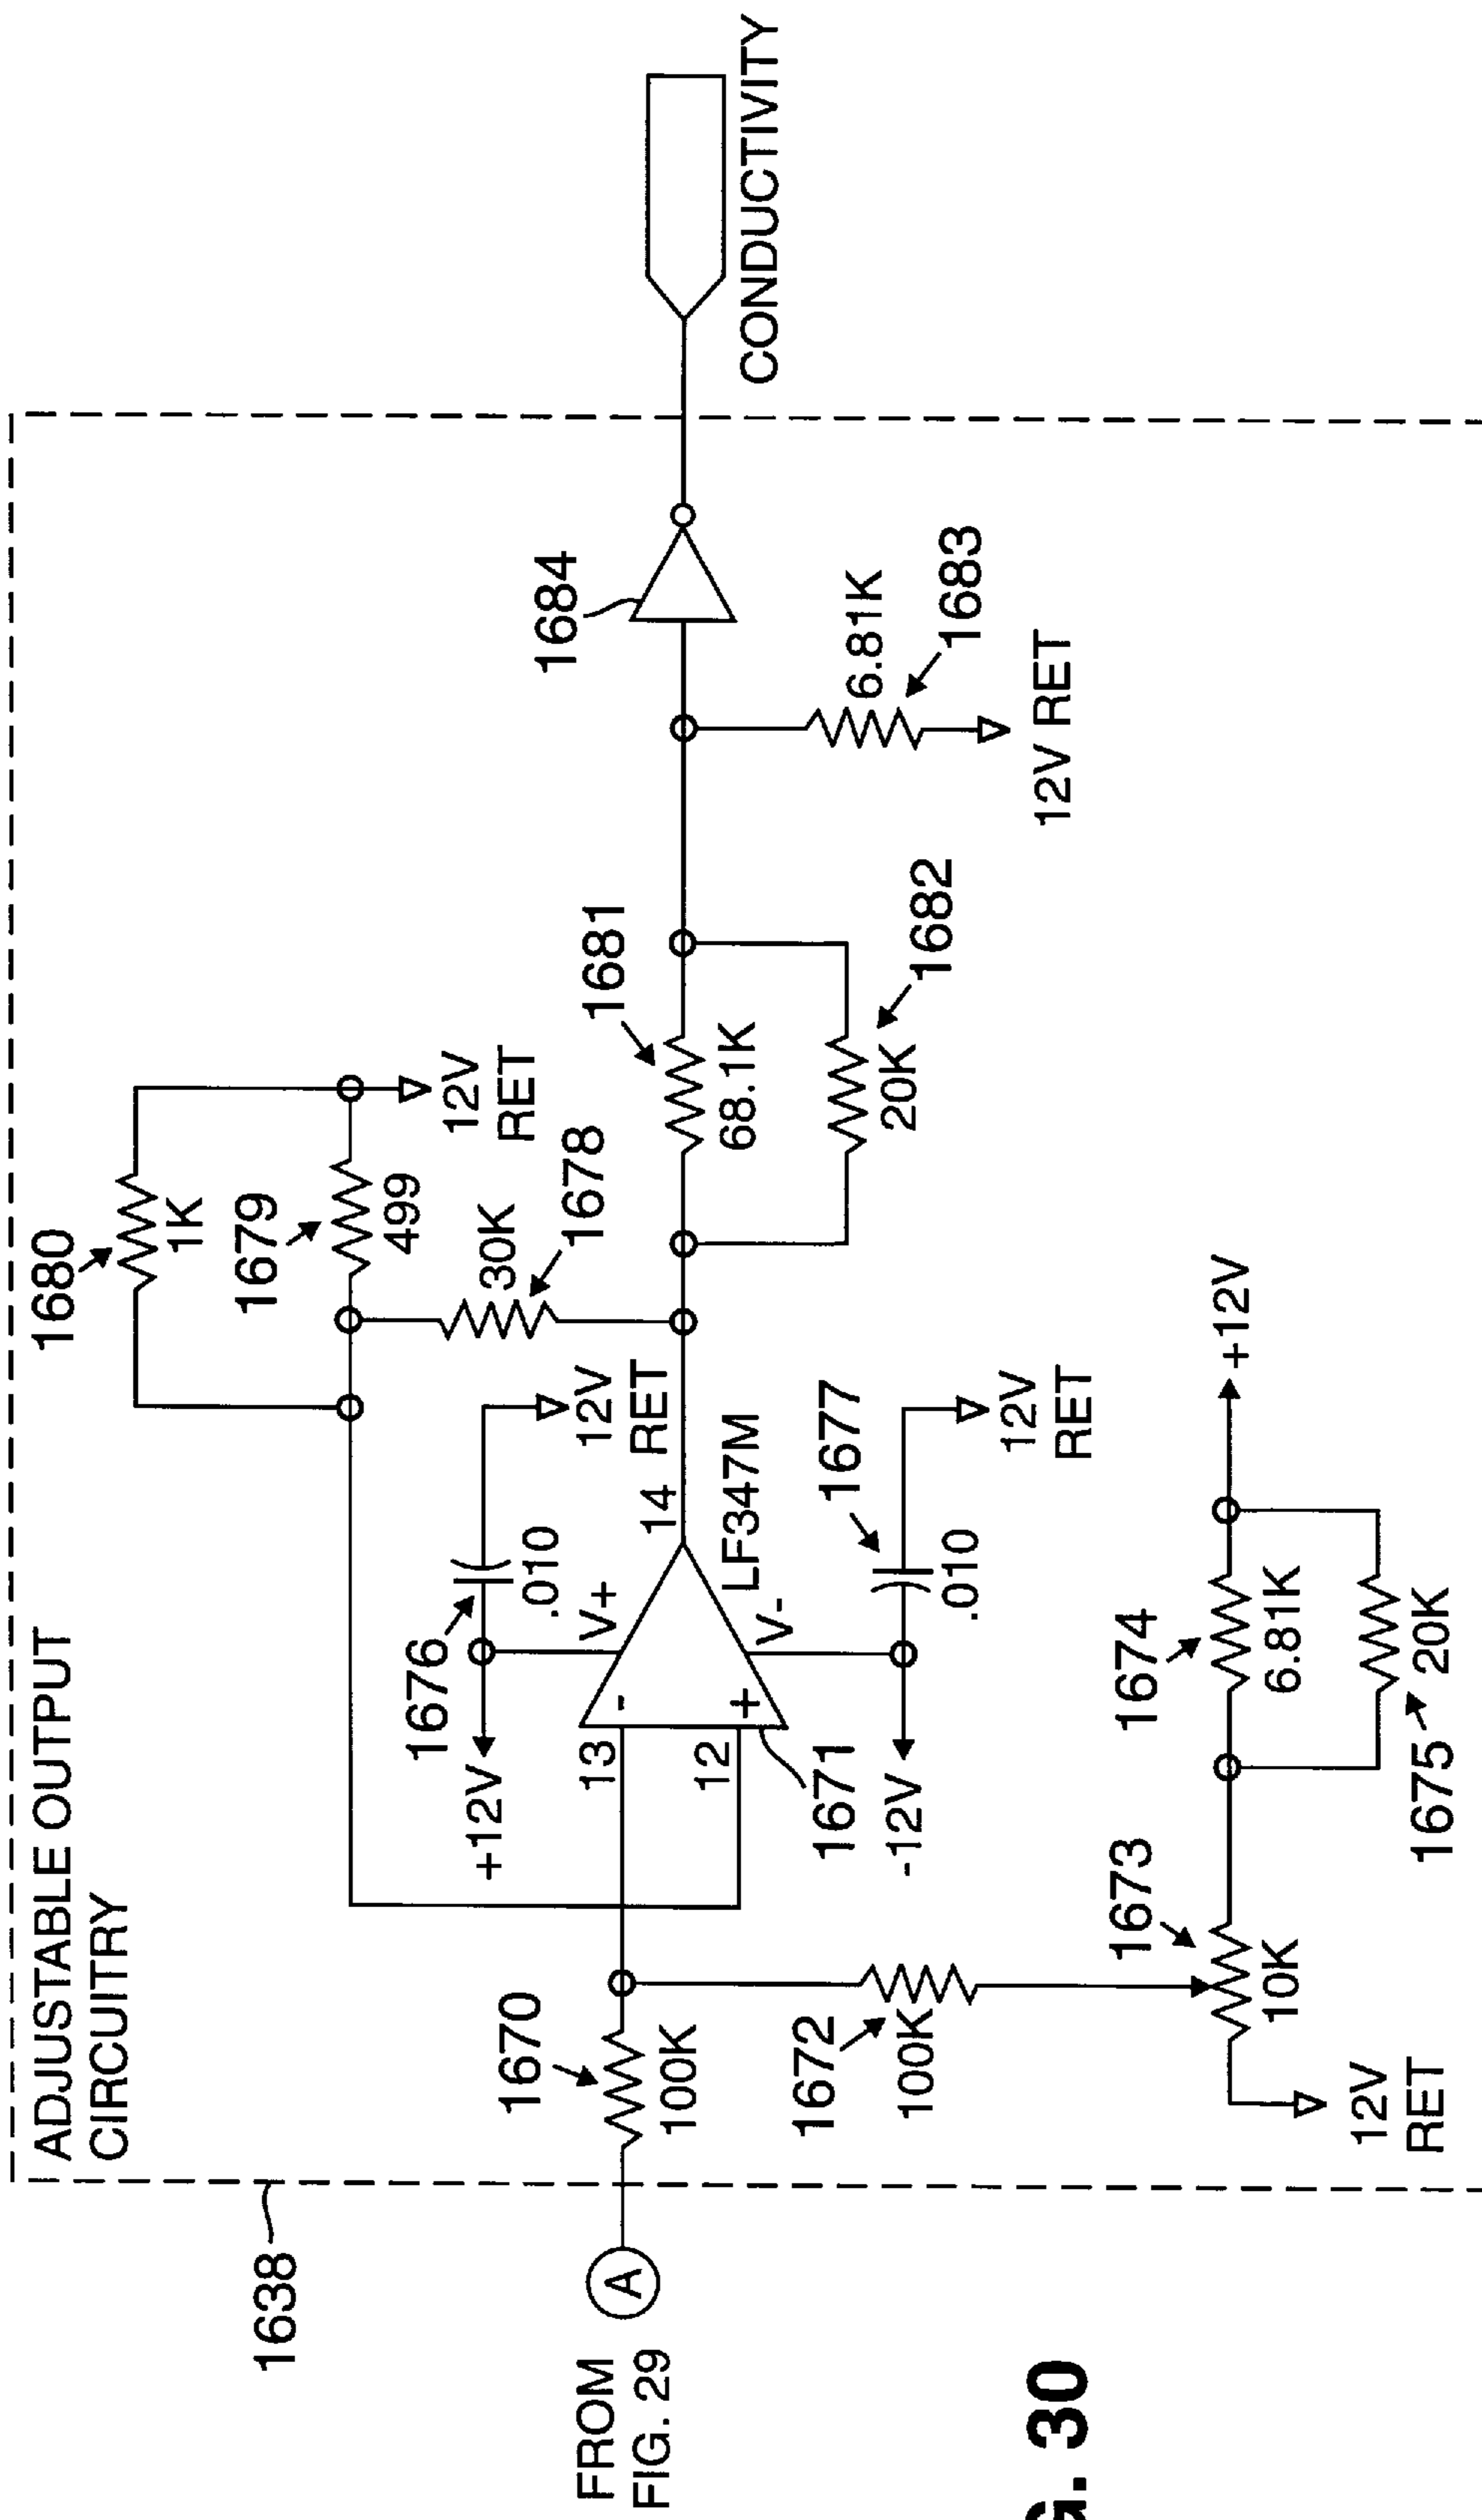 ADJUSTABLE OUTPUT
CIRCUITRY
1638
FROM
FIG. 29
A
1670
100K
1672
100K
13
12
-
+
1671
V+
V-
14
LF347M
+12V
1676
.010
12V
RET
-12V
1677
.010
12V
RET
1680
1K
1679
499
12V
RET
30K
1678
1681
68.1K
20K
1682
1684
6.81K
1683
12V RET
CONDUCTIVITY
1673
10K
12V
RET
1674
6.81K
1675
20K
+12V
G. 30